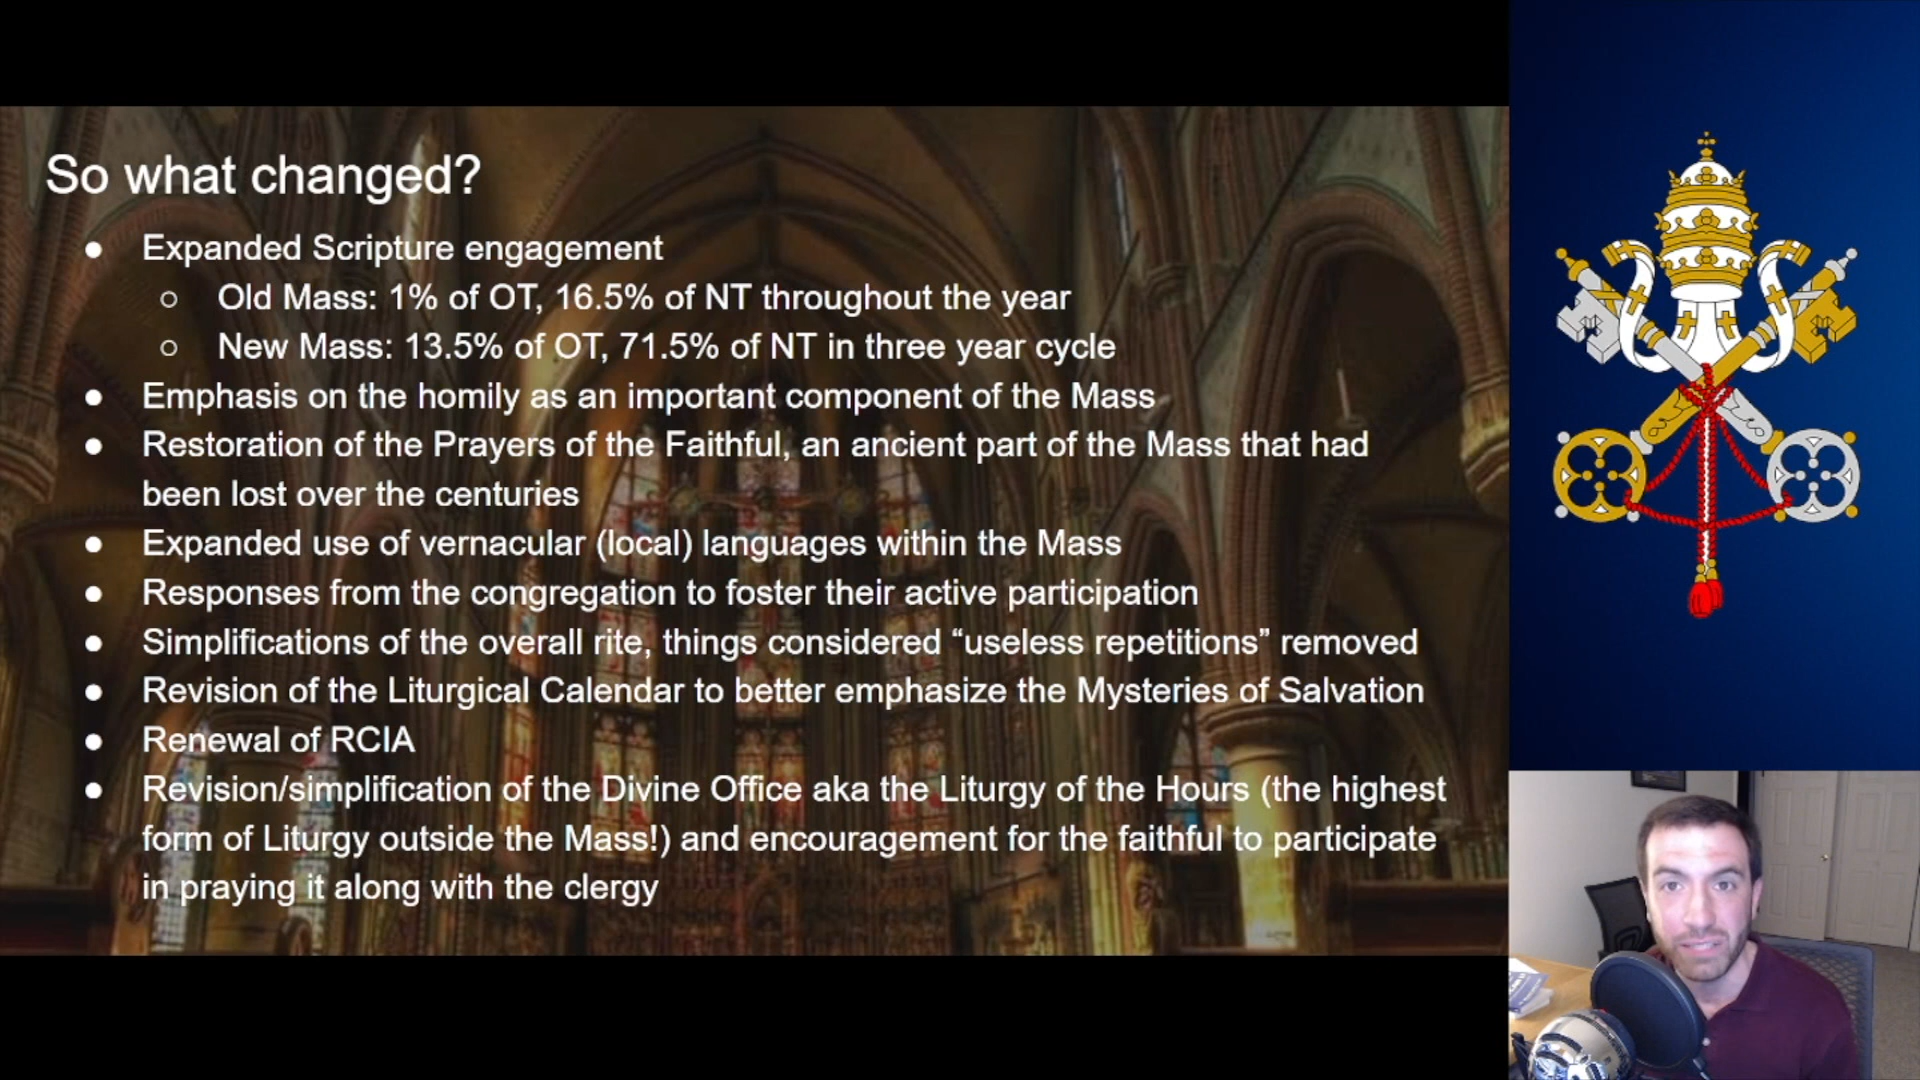 So what changed?
● Expanded Scripture engagement
○ Old Mass: 1% of OT, 16.5% of NT throughout the year
○ New Mass: 13.5% of OT, 71.5% of NT in three year cycle
● Emphasis on the homily as an important component of the Mass
● Restoration of the Prayers of the Faithful, an ancient part of the Mass that had
been lost over the centuries
● Expanded use of vernacular (local) languages within the Mass
● Responses from the congregation to foster their active participation
● Simplifications of the overall rite, things considered “useless repetitions” removed
● Revision of the Liturgical Calendar to better emphasize the Mysteries of Salvation
● Renewal of RCIA
● Revision/simplification of the Divine Office aka the Liturgy of the Hours (the highest
form of Liturgy outside the Mass!) and encouragement for the faithful to participate
in praying it along with the clergy